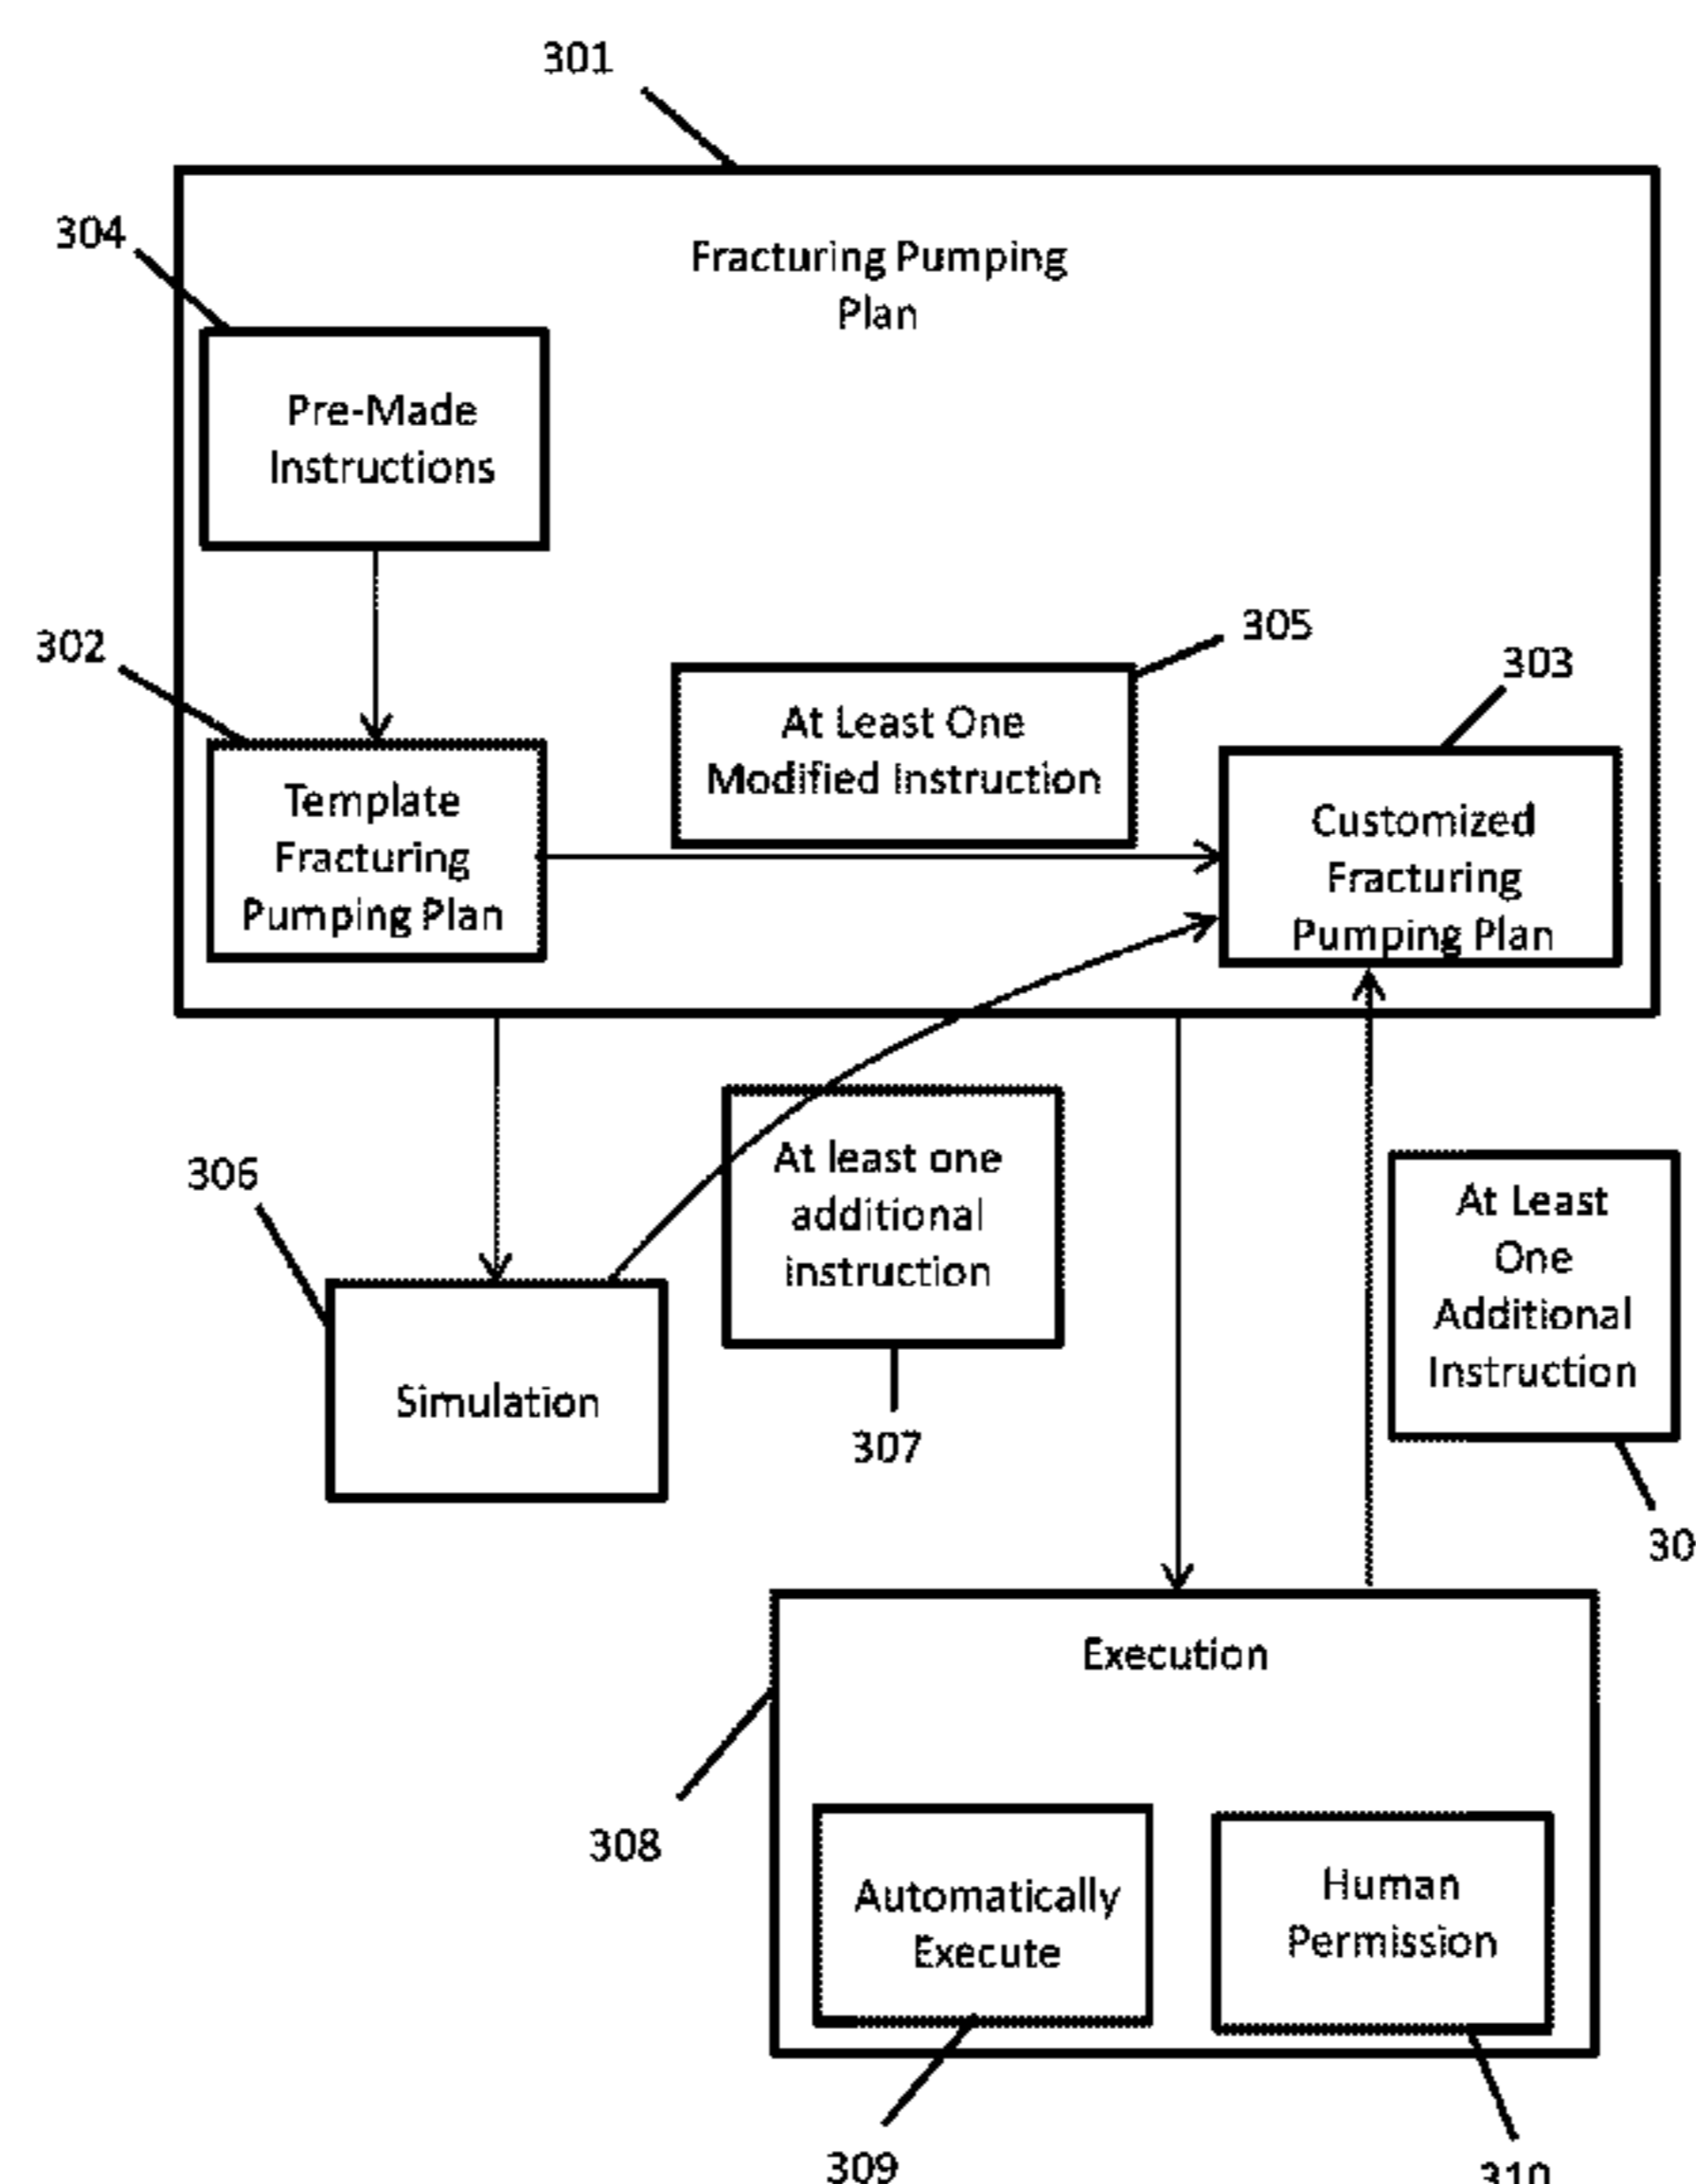 301
304
Fracturing Pumping
Plan
Pre-Made
Instructions
302
305
303
At Least One
Modified Instruction
Template
Fracturing
Pumping Plan
Customized
Fracturing
Pumping Plan
306
At least one
additional
instruction
At Least
One
Additional
Instruction
Simulation
307
30
Execution
308
Automatically
Execute
Human
Permission
309
310